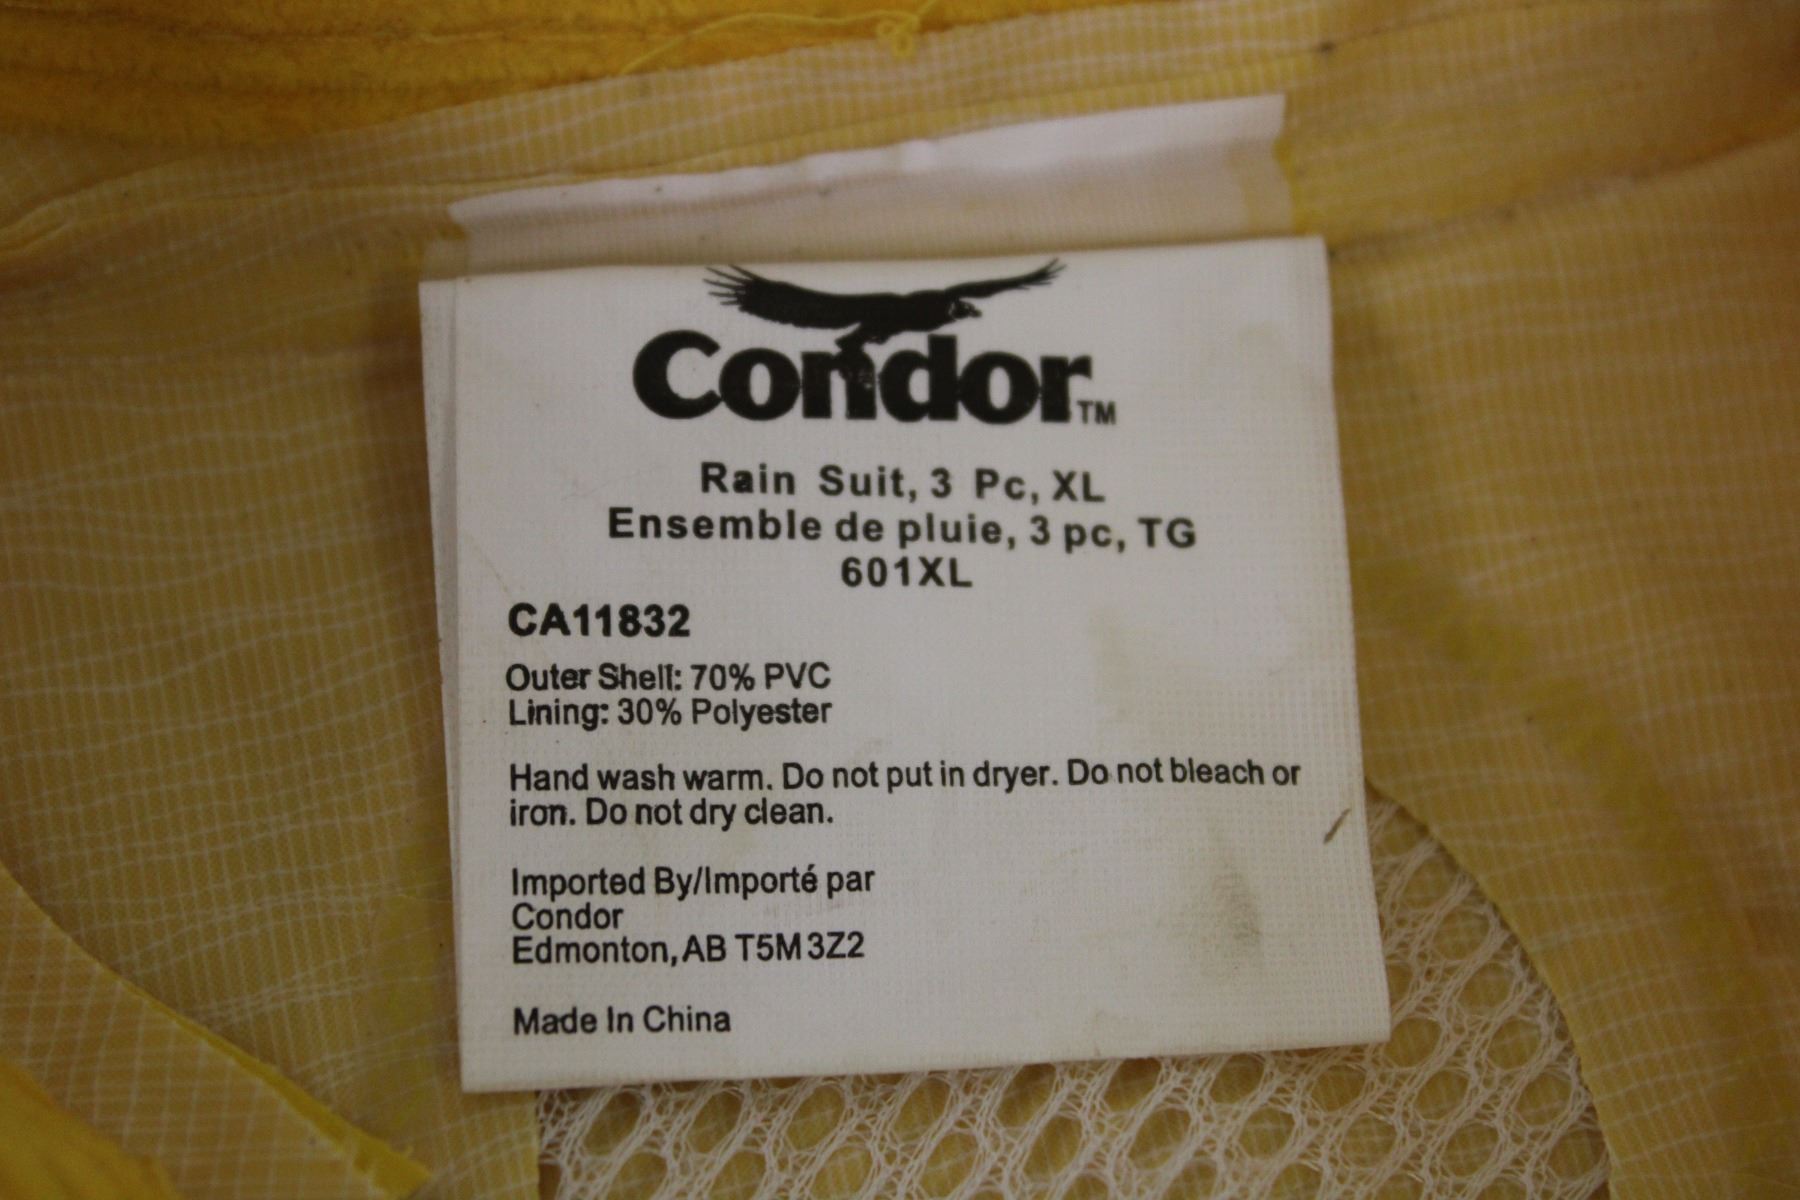 Condor™
Rain Suit, 3 Pc, XL
Ensemble de pluie, 3 pc, TG
601XL
CA11832
Outer Shell: 70% PVC
Lining: 30% Polyester
Hand wash warm. Do not put in dryer. Do not bleach or
iron. Do not dry clean.
Imported By/Importé par
Condor
Edmonton, AB T5M 3Z2
Made In China